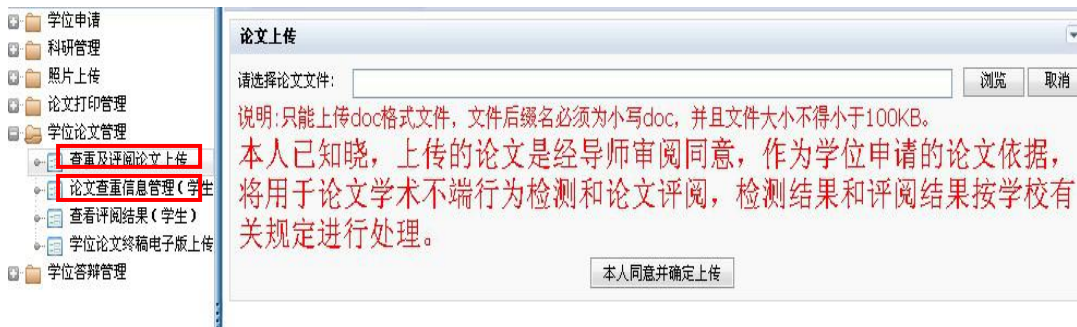 学位申请
科研管理
照片上传
论文打印管理
学位论文管理
查重及评阅论文上传
论文查重信息管理(学生
查看评阅结果(学生)
学位论文终稿电子版上传
学位答辩管理
论文上传
请选择论文文件:
浏览
取消
说明:只能上传doc格式文件，文件后缀名必须为小写doc，并且文件大小不得小于100KB。
本人已知晓，上传的论文是经导师审阅同意，作为学位申请的论文依据，
将用于论文学术不端行为检测和论文评阅，检测结果和评阅结果按学校有
关规定进行处理。
本人同意并确定上传